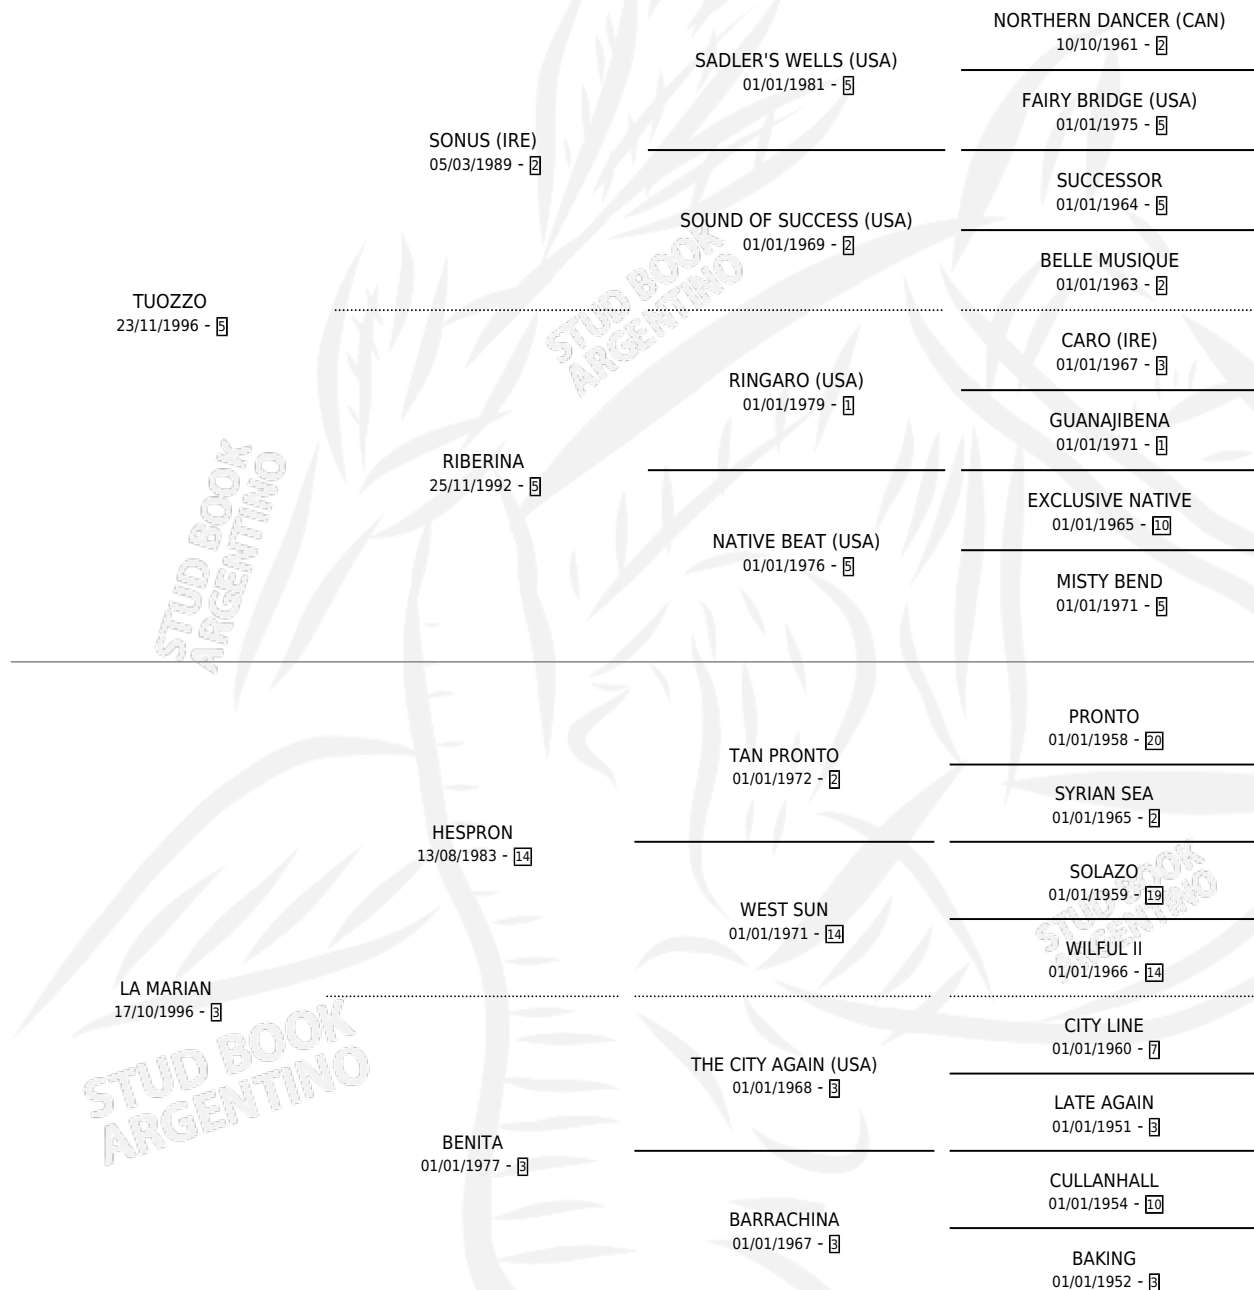 NORTHERN DANCER (CAN)
10/10/1961 - 2
SADLER'S WELLS (USA)
01/01/1981 - 5
FAIRY BRIDGE (USA)
01/01/1975 - 5
SONUS (IRE)
05/03/1989 - 2
SUCCESSOR
01/01/1964 - 5
SOUND OF SUCCESS (USA)
01/01/1969 - 2
BELLE MUSIQUE
01/01/1963 - 2
TUOZZO
23/11/1996 - 5
STUD BOOK
ARGENTINO
CARO (IRE)
01/01/1967 - 3
RINGARO (USA)
01/01/1979 - 1
GUANAJIBENA
01/01/1971 - 1
RIBERINA
25/11/1992 - 5
EXCLUSIVE NATIVE
01/01/1965 - 10
NATIVE BEAT (USA)
01/01/1976 - 5
MISTY BEND
01/01/1971 - 5
STUD BOOK
ARGENTINO
PRONTO
01/01/1958 - 20
TAN PRONTO
01/01/1972 - 2
SYRIAN SEA
01/01/1965 - 2
HESPRON
13/08/1983 - 14
SOLAZO
01/01/1959 - 19
WEST SUN
01/01/1971 - 14
WILFUL II
01/01/1966 - 14
STUD BOOK
ARGENTINO
LA MARIAN
17/10/1996 - 3
CITY LINE
01/01/1960 - 7
THE CITY AGAIN (USA)
01/01/1968 - 3
LATE AGAIN
01/01/1951 - 3
STUD BOOK
ARGENTINO
BENITA
01/01/1977 - 3
CULLANHALL
01/01/1954 - 10
BARRACHINA
01/01/1967 - 3
BAKING
01/01/1952 - 3